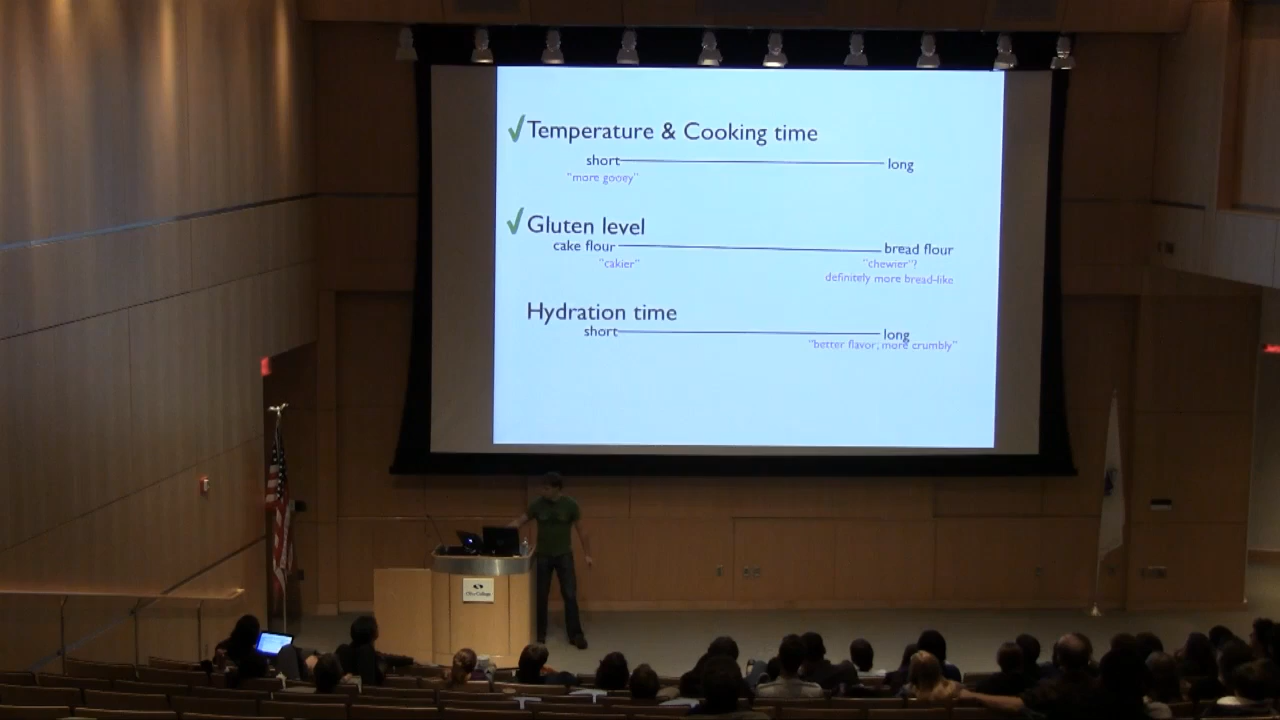 ✓Temperature & Cooking time
short long
"more gooey"
✓Gluten level
cake flour bread flour
"cakier" "chewier"?
definitely more bread-like
Hydration time
short long
"better flavor; more crumbly"